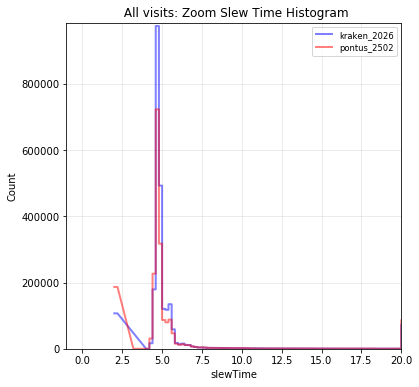 All visits: Zoom Slew Time Histogram
kraken_2026
pontus_2502
Count
800000
600000
400000
200000
0
0.0 2.5 5.0 7.5 10.0 12.5 15.0 17.5 20.0
slewTime